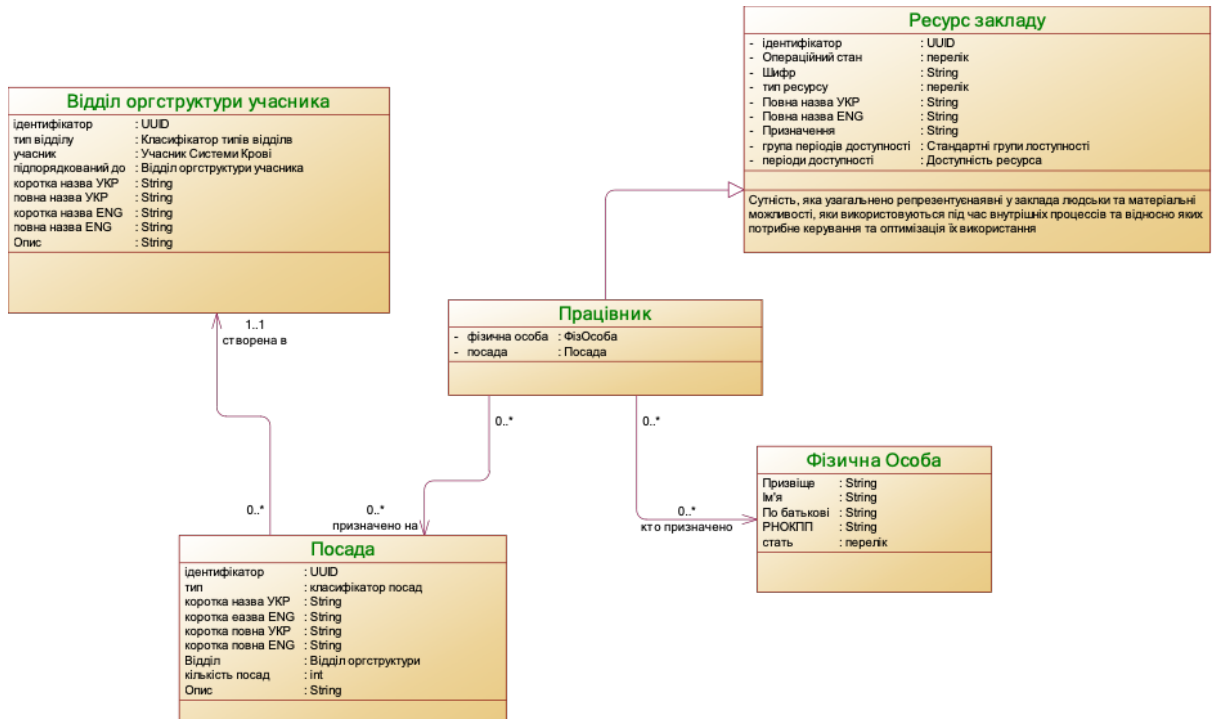 Ресурс закладу
- ідентифікатор : UUID
- Операційний стан : перелік
- Шифр : String
- тип ресурсу : перелік
- Повна назва УКР : String
- Повна назва ENG : String
- Призначення : String
- група періодів доступності : Стандартні групи лоступності
- періоди доступності : Доступність ресурса
Сутність, яка узагальнено репрезентуєнаявні у заклада людськи та матеріальні
можливості, яки використовуються під час внутрішніх процессів та відносно яких
потрибне керування та оптимізація їх використання
Відділ оргструктури учасника
ідентифікатор : UUID
тип відділу : Класифікатор типів відділв
учасник : Учасник Системи Крові
підпорядкований до : Відділ оргструктури учасника
коротка назва УКР : String
повна назва УКР : String
коротка назва ENG : String
повна назва ENG : String
Опис : String
1..1
створена в
Працівник
- фізична особа : ФізОсоба
- посада : Посада
0..*
0..*
Фізична Особа
Призвіще : String
Ім'я : String
По батькові : String
РНОКПП : String
стать : перелік
0..*
0..*
призначено на
0..*
кто призначено
Посада
ідентифікатор : UUID
тип : класифікатор посад
коротка назва УКР : String
коротка еазва ENG : String
коротка повна УКР : String
коротка повна ENG : String
Відділ : Відділ оргструктури
кількість посад : int
Опис : String